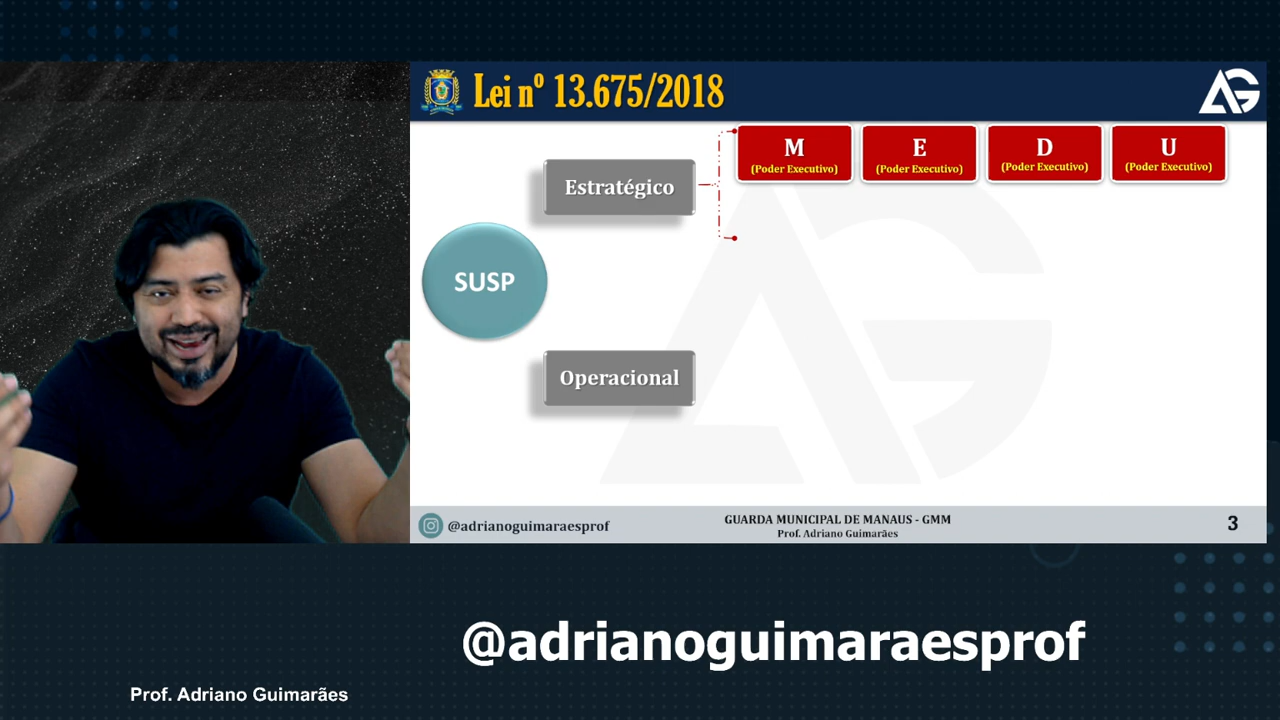 Lei nº 13.675/2018
AG
M
(Poder Executivo)
E
(Poder Executivo)
D
(Poder Executivo)
U
(Poder Executivo)
Estratégico
SUSP
Operacional
@adrianoguimaraesprof
GUARDA MUNICIPAL DE MANAUS - GMM
Prof. Adriano Guimarães
3
@adrianoguimaraesprof
Prof. Adriano Guimarães